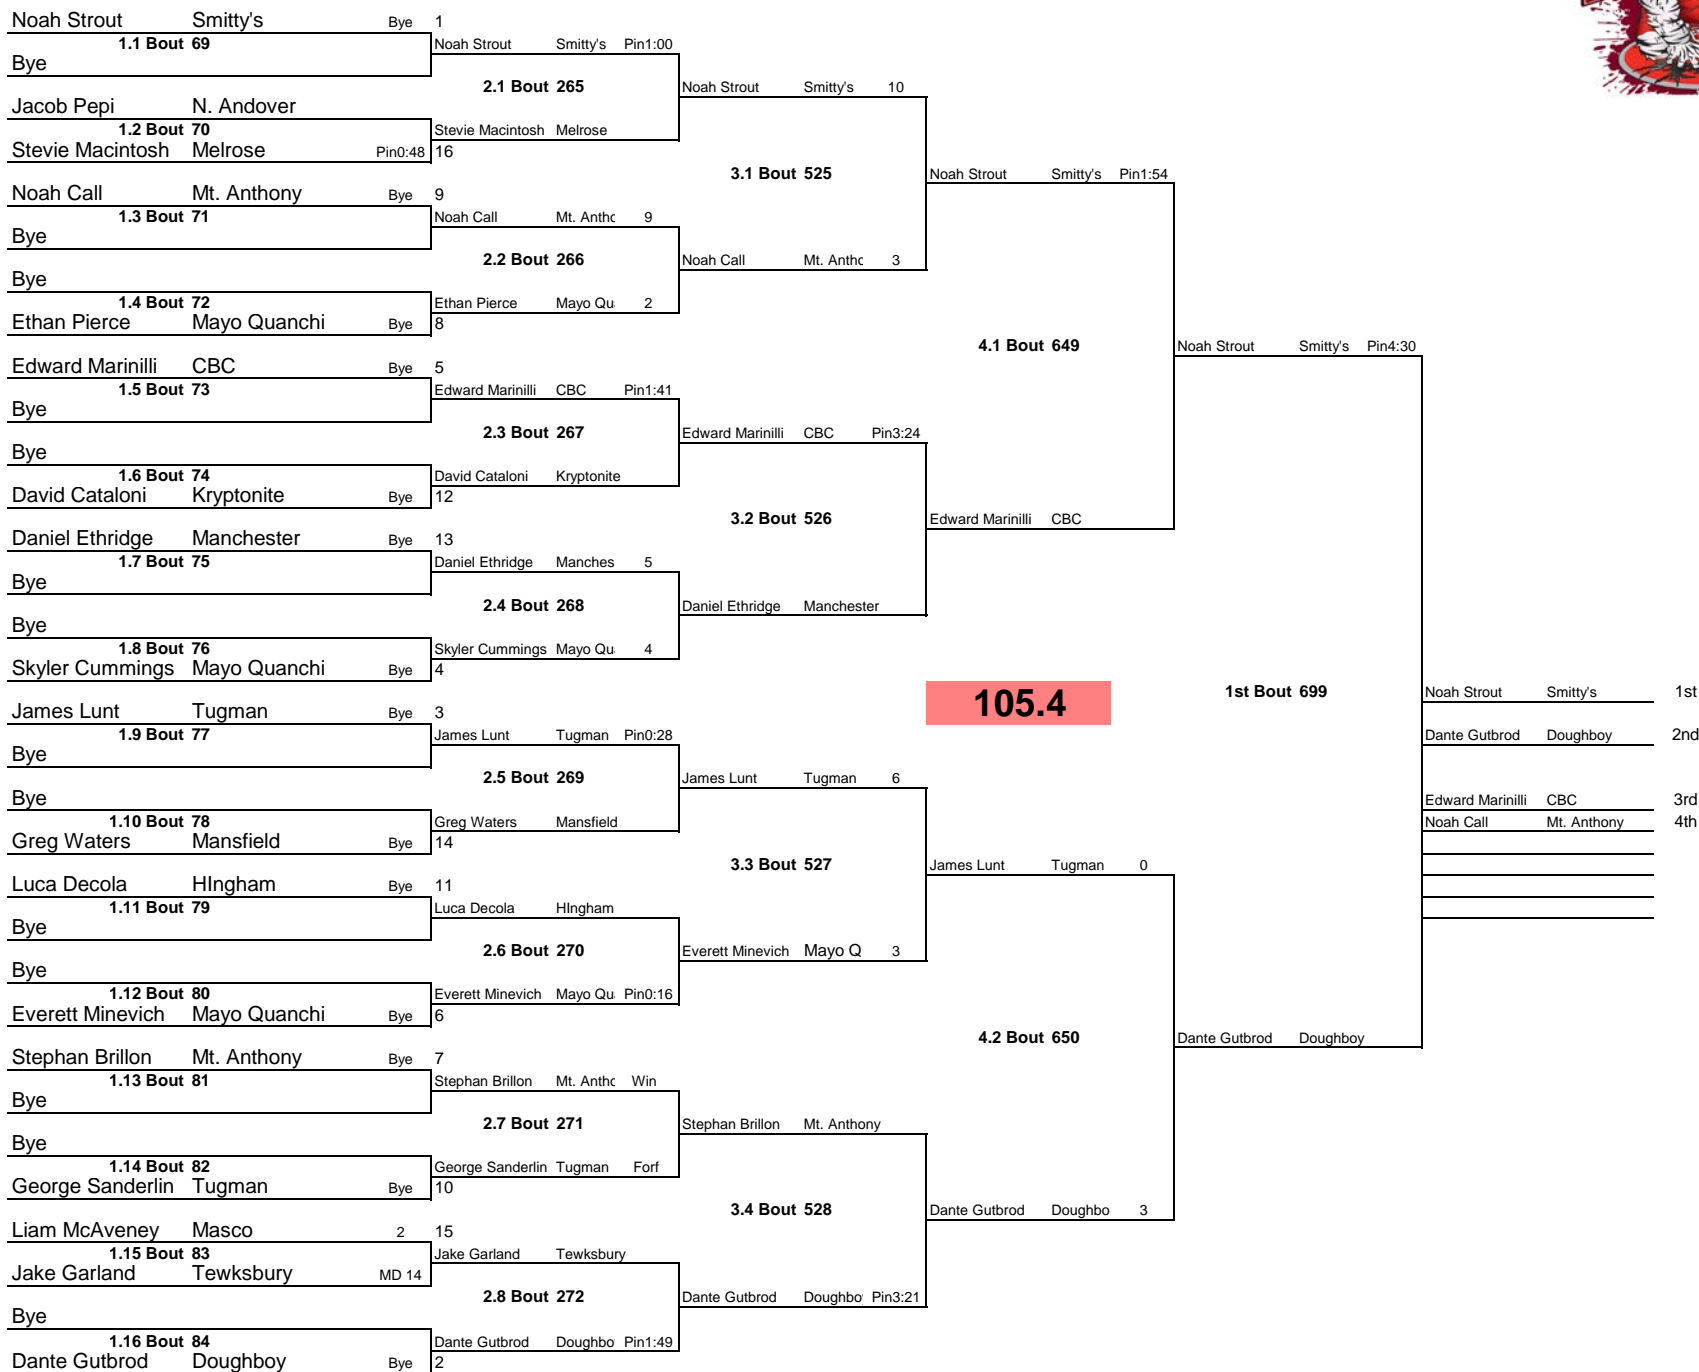 Noah Strout Smitty's Bye 1
1.1 Bout 69
Noah Strout Smitty's Pin1:00
Bye
2.1 Bout 265
Noah Strout Smitty's 10
Jacob Pepi N. Andover
1.2 Bout 70
Stevie Macintosh Melrose
Stevie Macintosh Melrose Pin0:48 16
3.1 Bout 525
Noah Strout Smitty's Pin1:54
Noah Call Mt. Anthony Bye 9
1.3 Bout 71
Noah Call Mt. Anthc 9
Bye
2.2 Bout 266
Noah Call Mt. Anthc 3
Bye
1.4 Bout 72
Ethan Pierce Mayo Qu 2
Ethan Pierce Mayo Quanchi Bye 8
4.1 Bout 649
Noah Strout Smitty's Pin4:30
Edward Marinilli CBC Bye 5
1.5 Bout 73
Edward Marinilli CBC Pin1:41
Bye
2.3 Bout 267
Edward Marinilli CBC Pin3:24
Bye
1.6 Bout 74
David Cataloni Kryptonite
David Cataloni Kryptonite Bye 12
3.2 Bout 526
Edward Marinilli CBC
Daniel Ethridge Manchester Bye 13
1.7 Bout 75
Daniel Ethridge Manches 5
Bye
2.4 Bout 268
Daniel Ethridge Manchester
Bye
1.8 Bout 76
Skyler Cummings Mayo Qu 4
Skyler Cummings Mayo Quanchi Bye 4
105.4
1st Bout 699
Noah Strout Smitty's 1st
James Lunt Tugman Bye 3
1.9 Bout 77
James Lunt Tugman Pin0:28
Dante Gutbrod Doughboy 2nd
Bye
2.5 Bout 269
James Lunt Tugman 6
Bye
Edward Marinilli CBC 3rd
1.10 Bout 78
Greg Waters Mansfield
Noah Call Mt. Anthony 4th
Greg Waters Mansfield Bye 14
3.3 Bout 527
James Lunt Tugman 0
Luca Decola HIngham Bye 11
1.11 Bout 79
Luca Decola HIngham
Bye
2.6 Bout 270
Everett Minevich Mayo Q 3
Bye
1.12 Bout 80
Everett Minevich Mayo Qu Pin0:16
Everett Minevich Mayo Quanchi Bye 6
4.2 Bout 650
Dante Gutbrod Doughboy
Stephan Brillon Mt. Anthony Bye 7
1.13 Bout 81
Stephan Brillon Mt. Anthc Win
Bye
2.7 Bout 271
Stephan Brillon Mt. Anthony
Bye
1.14 Bout 82
George Sanderlin Tugman Forf
George Sanderlin Tugman Bye 10
3.4 Bout 528
Dante Gutbrod Doughbo 3
Liam McAveney Masco 2 15
1.15 Bout 83
Jake Garland Tewksbury
Jake Garland Tewksbury MD 14
2.8 Bout 272
Dante Gutbrod Doughbo Pin3:21
Bye
1.16 Bout 84
Dante Gutbrod Doughbo Pin1:49
Dante Gutbrod Doughboy Bye 2